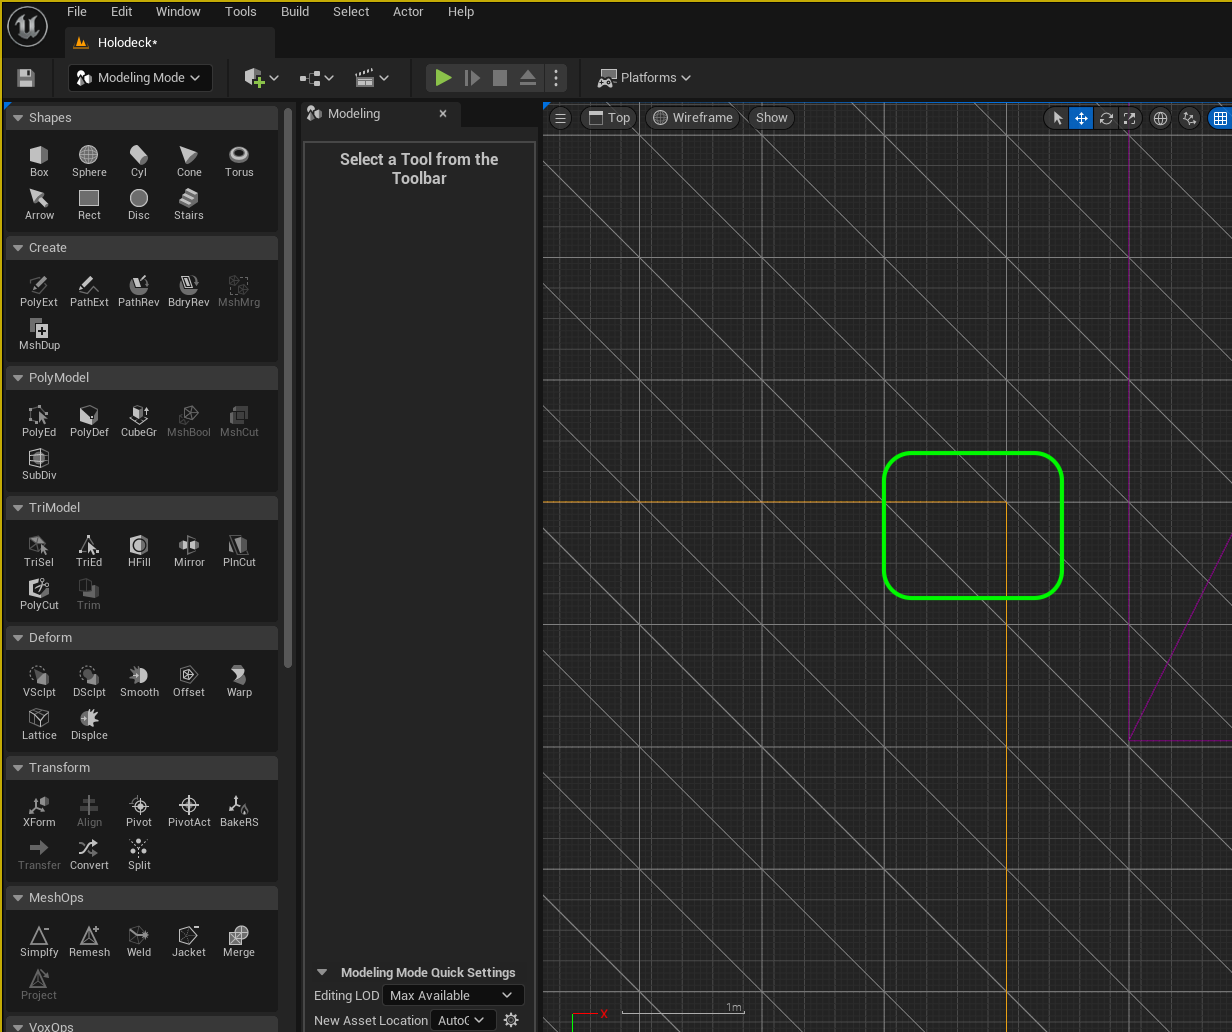 File Edit Window Tools Build Select Actor Help
Holodeck*
Modeling Mode Platforms
Shapes
Box Sphere Cyl Cone Torus
Arrow Rect Disc Stairs
Create
PolyExt PathExt PathRev BdryRev MshMrg
MshDup
PolyModel
PolyEd PolyDef CubeGr MshBool MshCut
SubDiv
TriModel
TriSel TriEd HFill Mirror PlnCut
PolyCut Trim
Deform
VSclpt DSclpt Smooth Offset Warp
Lattice Displce
Transform
XForm Align Pivot PivotAct BakeRS
Transfer Convert Split
MeshOps
Simplfy Remesh Weld Jacket Merge
Project
VoxOps
Modeling
Select a Tool from the
Toolbar
Modeling Mode Quick Settings
Editing LOD Max Available
New Asset Location AutoG
Top Wireframe Show
X 1m